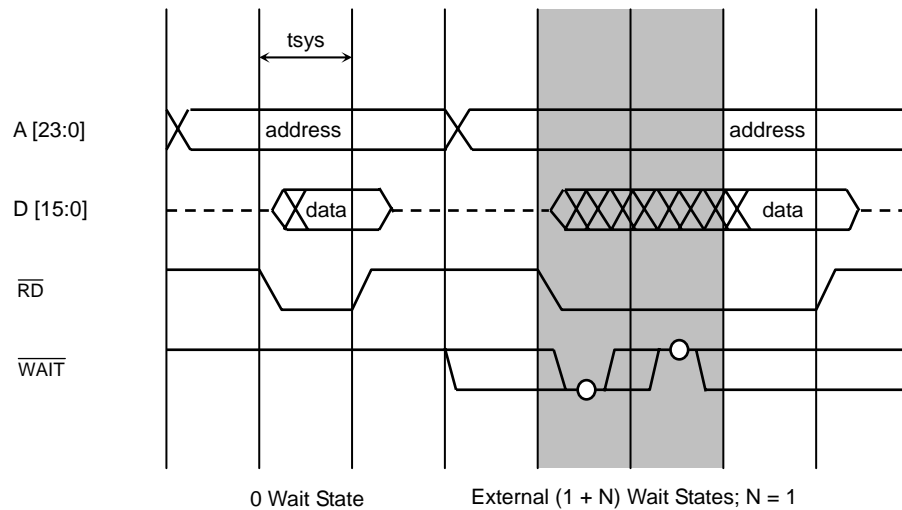 tsys
A [23:0]
address
address
D [15:0]
data
data
RD
WAIT
0 Wait State
External (1 + N) Wait States; N = 1